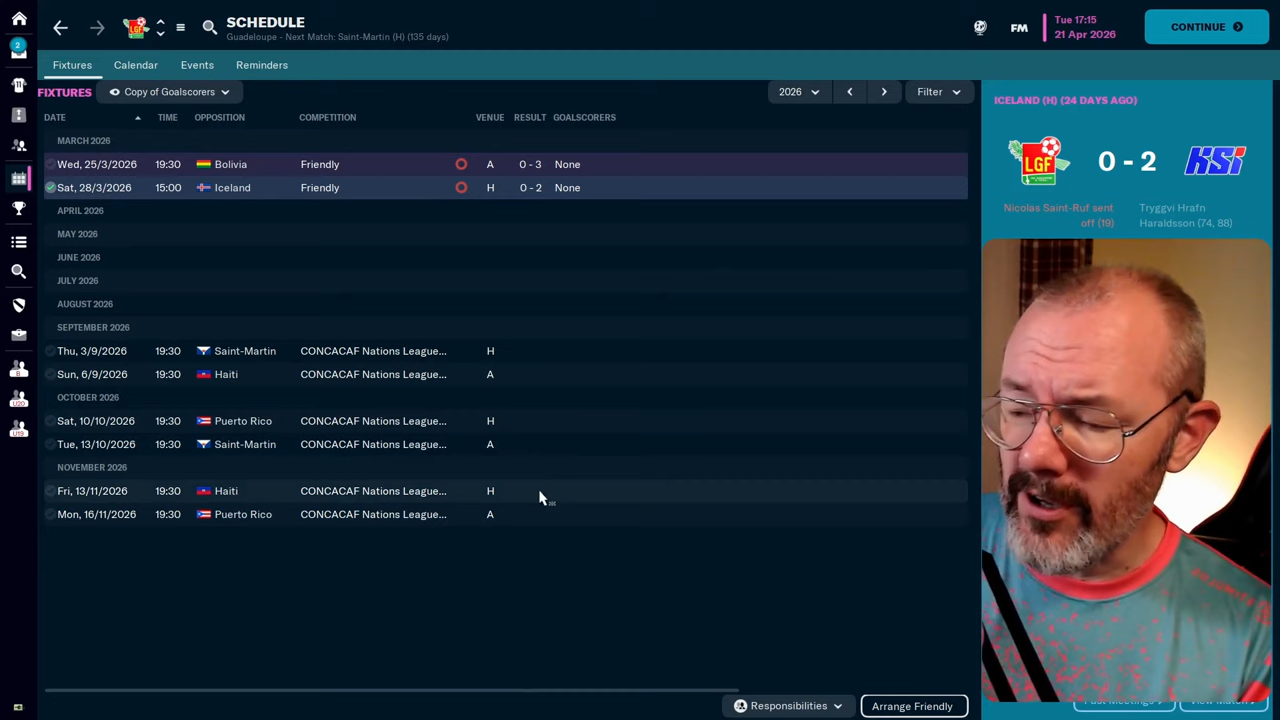 SCHEDULE
Guadeloupe - Next Match: Saint-Martin (H) (135 days)
FM
Tue 17:15
21 Apr 2026
CONTINUE
2
11
Fixtures Calendar Events Reminders
FIXTURES
Copy of Goalscorers
2026
Filter
DATE TIME OPPOSITION COMPETITION VENUE RESULT GOALSCORERS
MARCH 2026
Wed, 25/3/2026 19:30 Bolivia Friendly A 0 - 3 None
Sat, 28/3/2026 15:00 Iceland Friendly H 0 - 2 None
APRIL 2026
MAY 2026
JUNE 2026
JULY 2026
AUGUST 2026
SEPTEMBER 2026
Thu, 3/9/2026 19:30 Saint-Martin CONCACAF Nations League... H
Sun, 6/9/2026 19:30 Haiti CONCACAF Nations League... A
OCTOBER 2026
Sat, 10/10/2026 19:30 Puerto Rico CONCACAF Nations League... H
Tue, 13/10/2026 19:30 Saint-Martin CONCACAF Nations League... A
NOVEMBER 2026
Fri, 13/11/2026 19:30 Haiti CONCACAF Nations League... H
Mon, 16/11/2026 19:30 Puerto Rico CONCACAF Nations League... A
B
U20
U19
Responsibilities
Arrange Friendly
ICELAND (H) (24 DAYS AGO)
LGF
0 - 2
KSÍ
Nicolas Saint-Ruf sent
off (19)
Tryggvi Hrafn
Haraldsson (74, 88)
Past Meetings
View Match